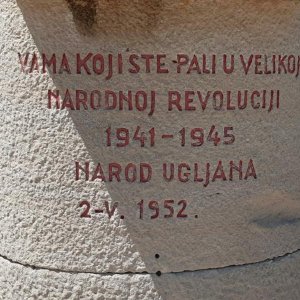 VAMA KOJI STE PALI U VELIKOJ
NARODNOJ REVOLUCIJI
1941-1945
NAROD UGLJANA
2-V. 1952.